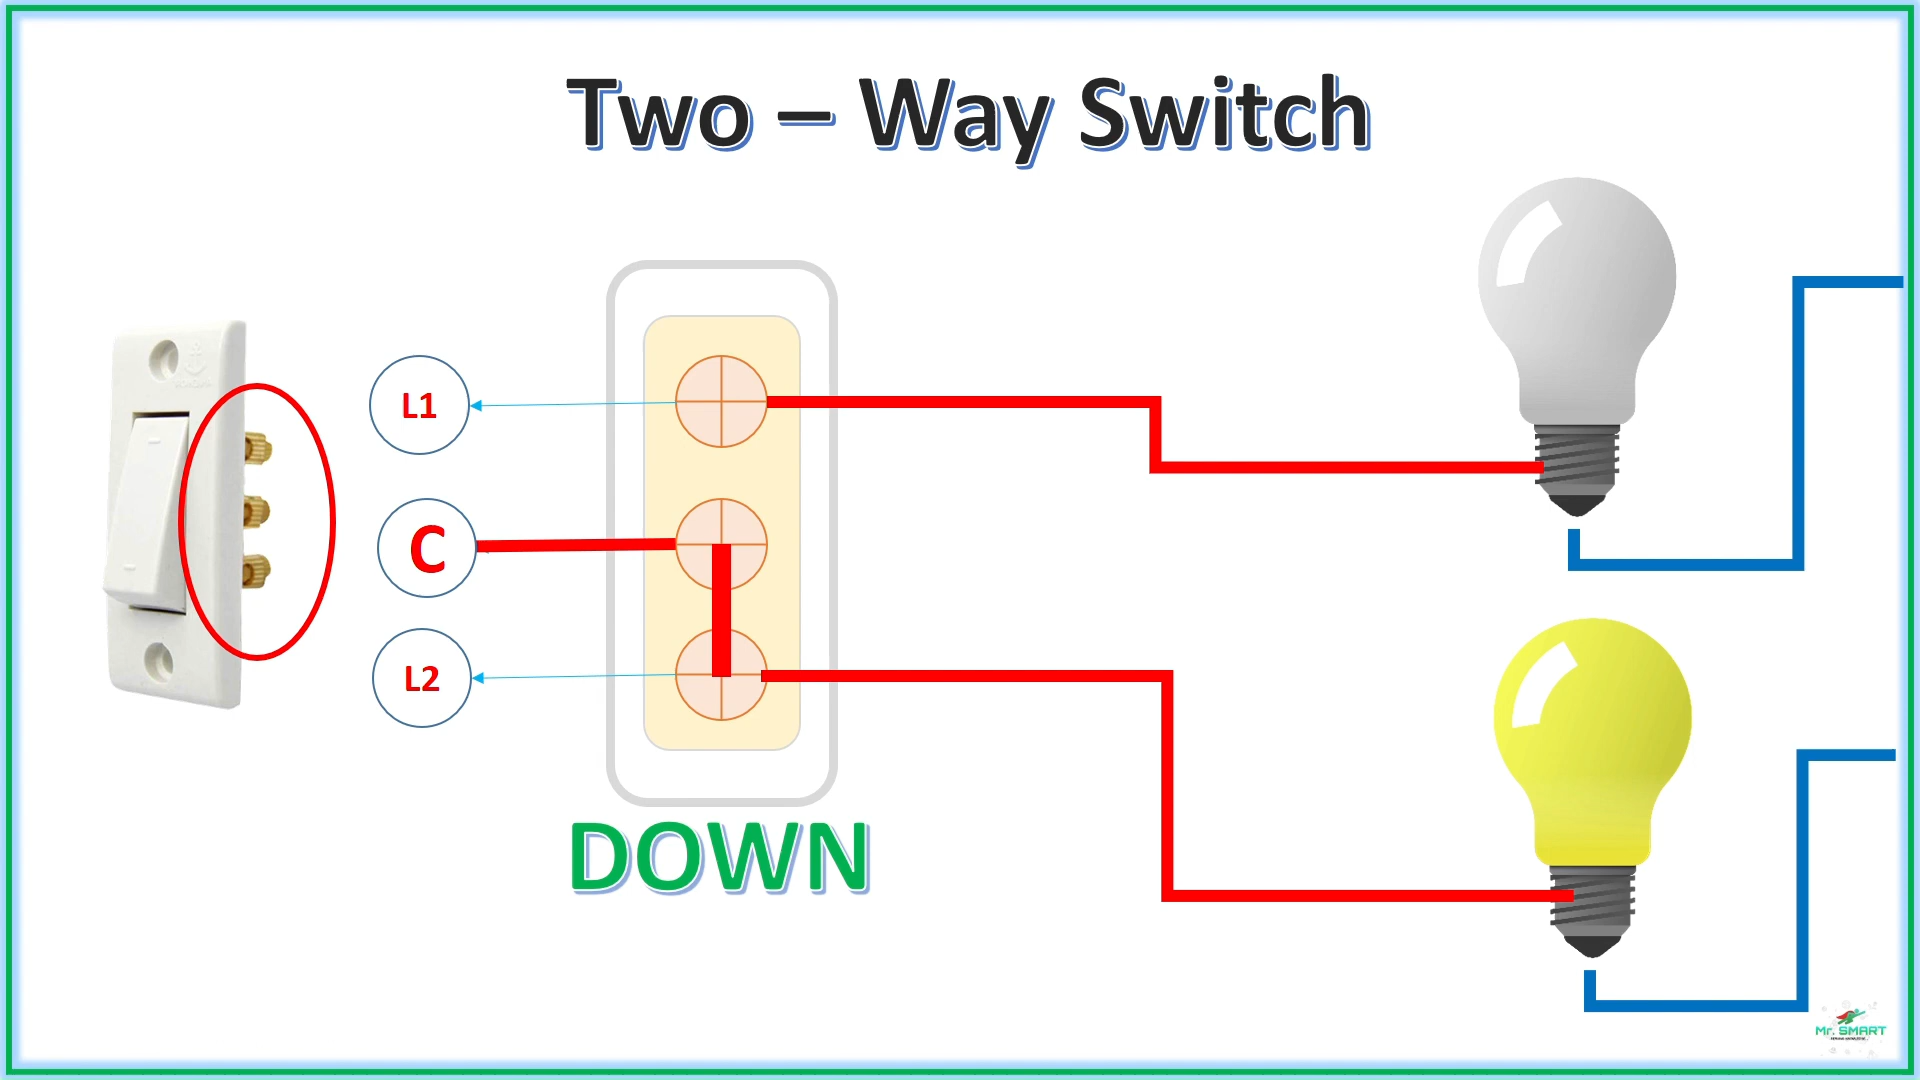 Two – Way Switch
L1
C
L2
DOWN
Mr. SMART